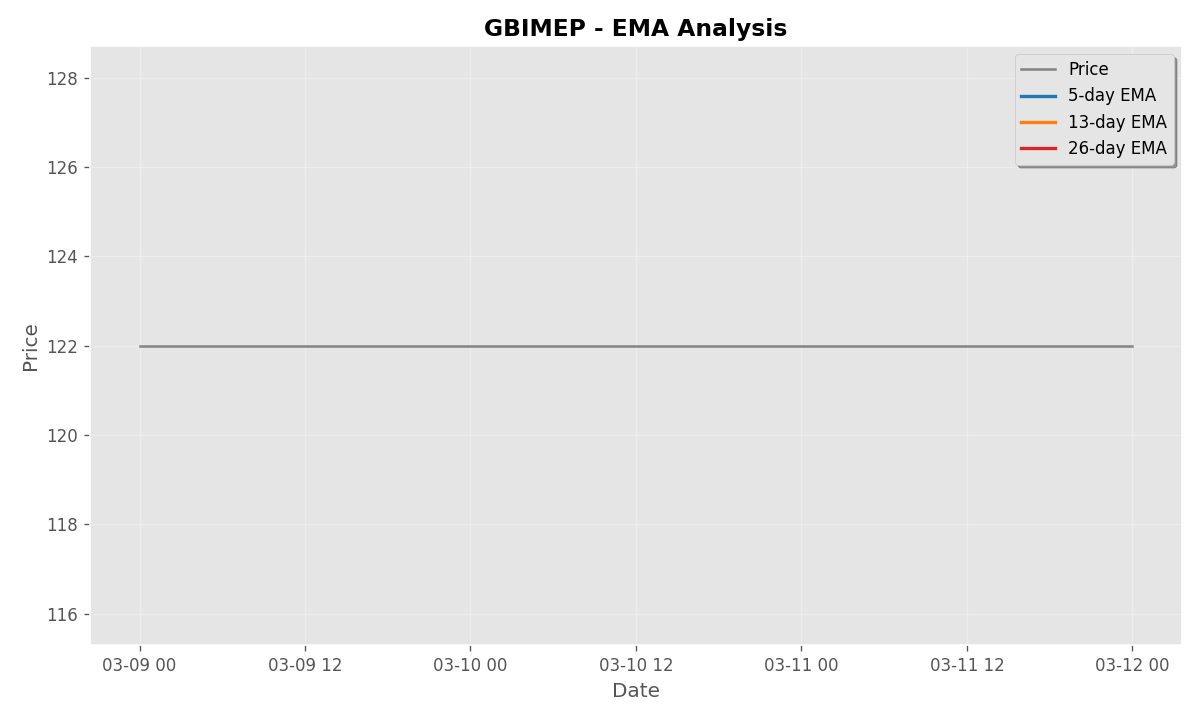 GBIMEP - EMA Analysis
Price
5-day EMA
13-day EMA
26-day EMA
128
126
124
122
120
118
116
Price
03-09 00
03-09 12
03-10 00
03-10 12
03-11 00
03-11 12
03-12 00
Date